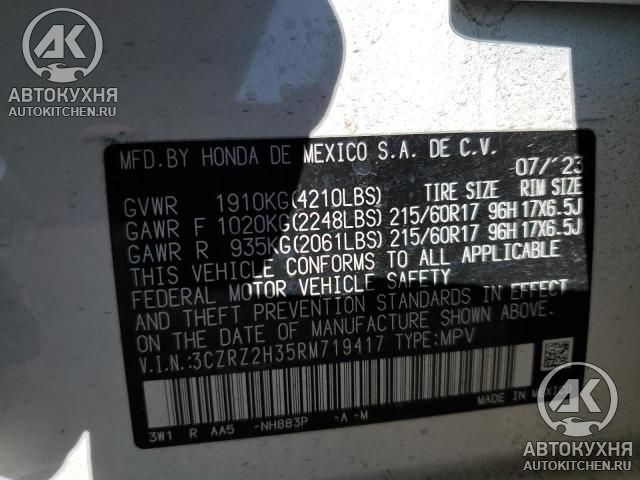 AK
АВТОКУХНЯ
AUTOKITCHEN.RU
MFD.BY HONDA DE MEXICO S.A. DE C.V. 07/'23
TIRE SIZE RIM SIZE
GVWR 1910KG(4210LBS)
GAWR F 1020KG(2248LBS) 215/60R17 96H 17X6.5J
GAWR R 935KG(2061LBS) 215/60R17 96H 17X6.5J
THIS VEHICLE CONFORMS TO ALL APPLICABLE
FEDERAL MOTOR VEHICLE SAFETY
AND THEFT PREVENTION STANDARDS IN EFFECT
ON THE DATE OF MANUFACTURE SHOWN ABOVE.
V.I.N.:3CZRZ2H35RM719417 TYPE:MPV
3W1 R AA5 -NH883P -A -M
MADE IN MEXICO
AK
АВТОКУХНЯ
AUTOKITCHEN.RU